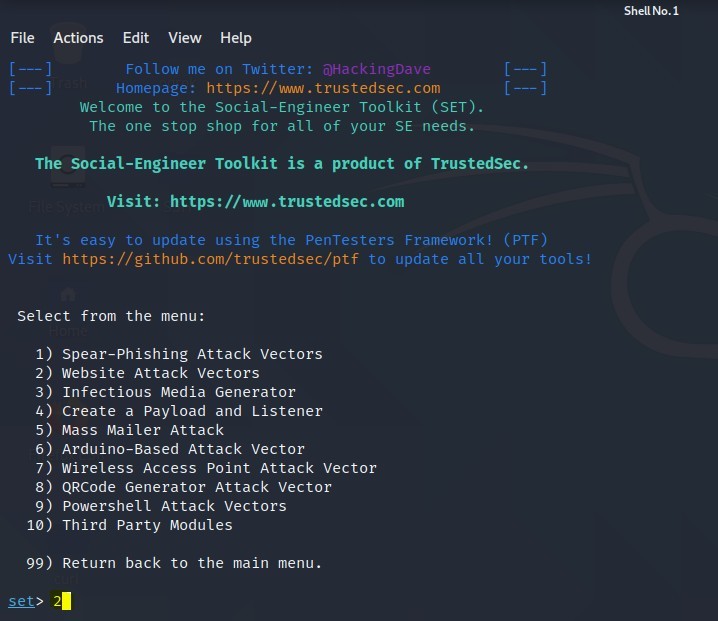 Shell No. 1
File Actions Edit View Help
[---] Follow me on Twitter: @HackingDave [---]
[---] Homepage: https://www.trustedsec.com [---]
Welcome to the Social-Engineer Toolkit (SET).
The one stop shop for all of your SE needs.
The Social-Engineer Toolkit is a product of TrustedSec.
Visit: https://www.trustedsec.com
It's easy to update using the PenTesters Framework! (PTF)
Visit https://github.com/trustedsec/ptf to update all your tools!
Select from the menu:
1) Spear-Phishing Attack Vectors
2) Website Attack Vectors
3) Infectious Media Generator
4) Create a Payload and Listener
5) Mass Mailer Attack
6) Arduino-Based Attack Vector
7) Wireless Access Point Attack Vector
8) QRCode Generator Attack Vector
9) Powershell Attack Vectors
10) Third Party Modules
99) Return back to the main menu.
set> 2